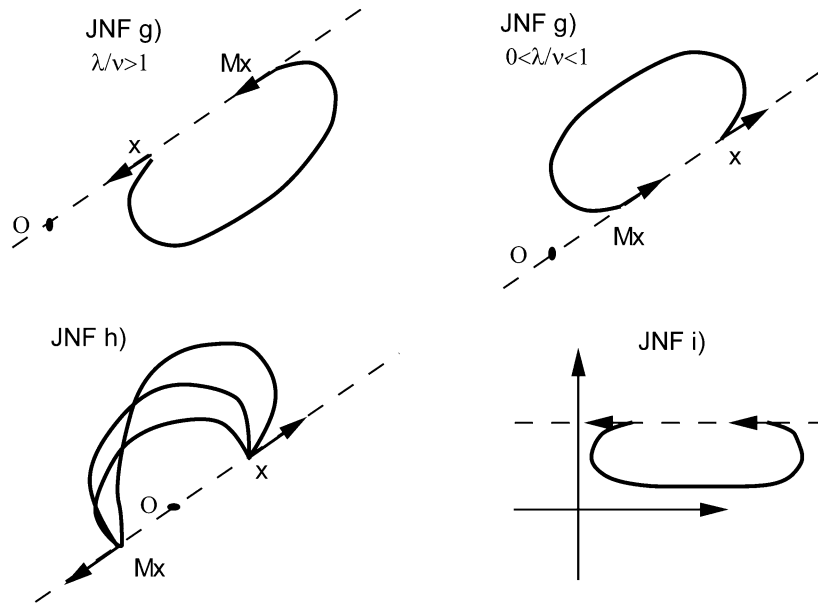 JNF g)
λ/ν>1
Mx
x
O
JNF g)
0<λ/ν<1
x
Mx
O
JNF h)
x
O
Mx
JNF i)